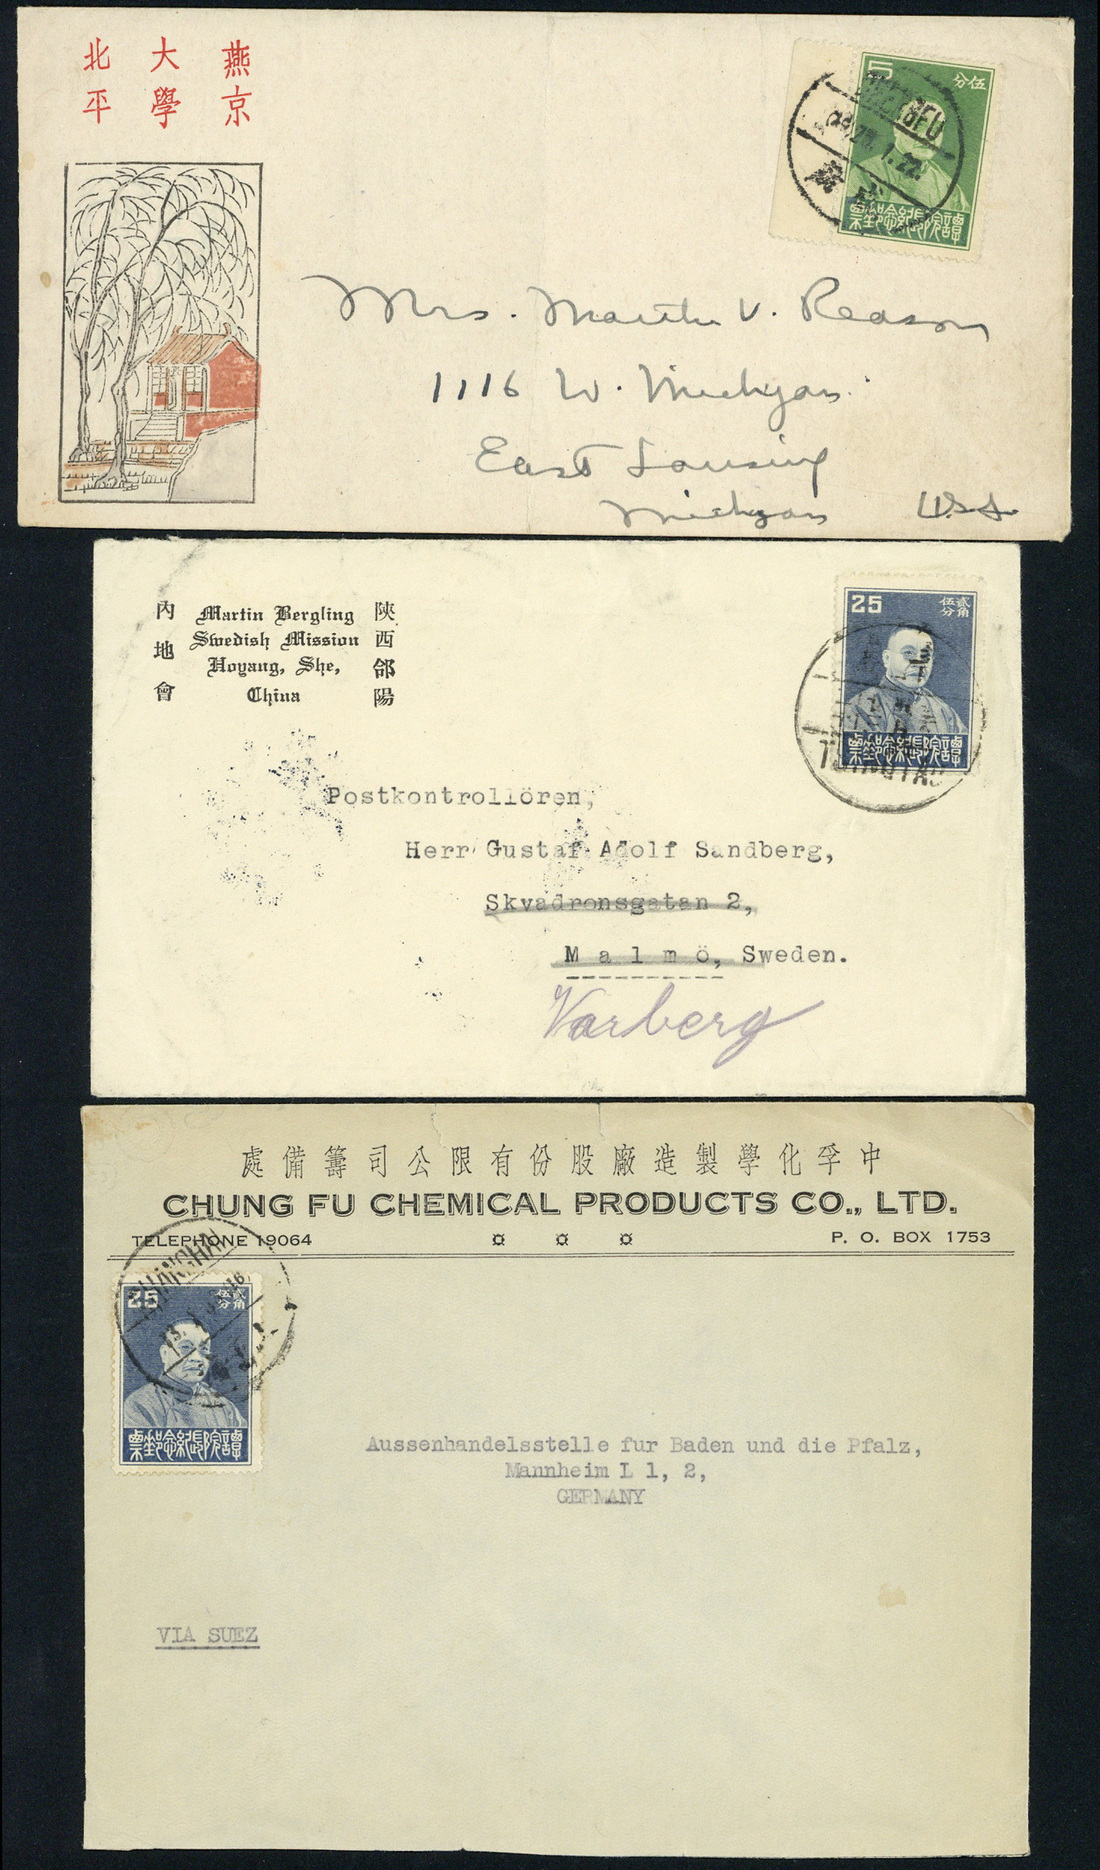 燕京
大學
北平
5
伍分
譚院長紀念郵票
Mrs. Martha V. Reason
1116 W. Michigan.
East Lansing
Michigan USA
內地會
Martin Bergling
Swedish Mission
Hoyang, She,
China
陝西郃陽
25
貳角伍分
譚院長紀念郵票
TSINGTAO
Postkontrollören,
Herr Gustaf Adolf Sandberg,
Skvadronsgatan 2,
Malmö, Sweden.
Varberg
中孚化學製造廠股份有限公司籌備處
CHUNG FU CHEMICAL PRODUCTS CO., LTD.
TELEPHONE 19064
P. O. BOX 1753
SHANGHAI
25
貳角伍分
譚院長紀念郵票
Aussenhandelsstelle fur Baden und die Pfalz,
Mannheim L 1, 2,
GERMANY
VIA SUEZ